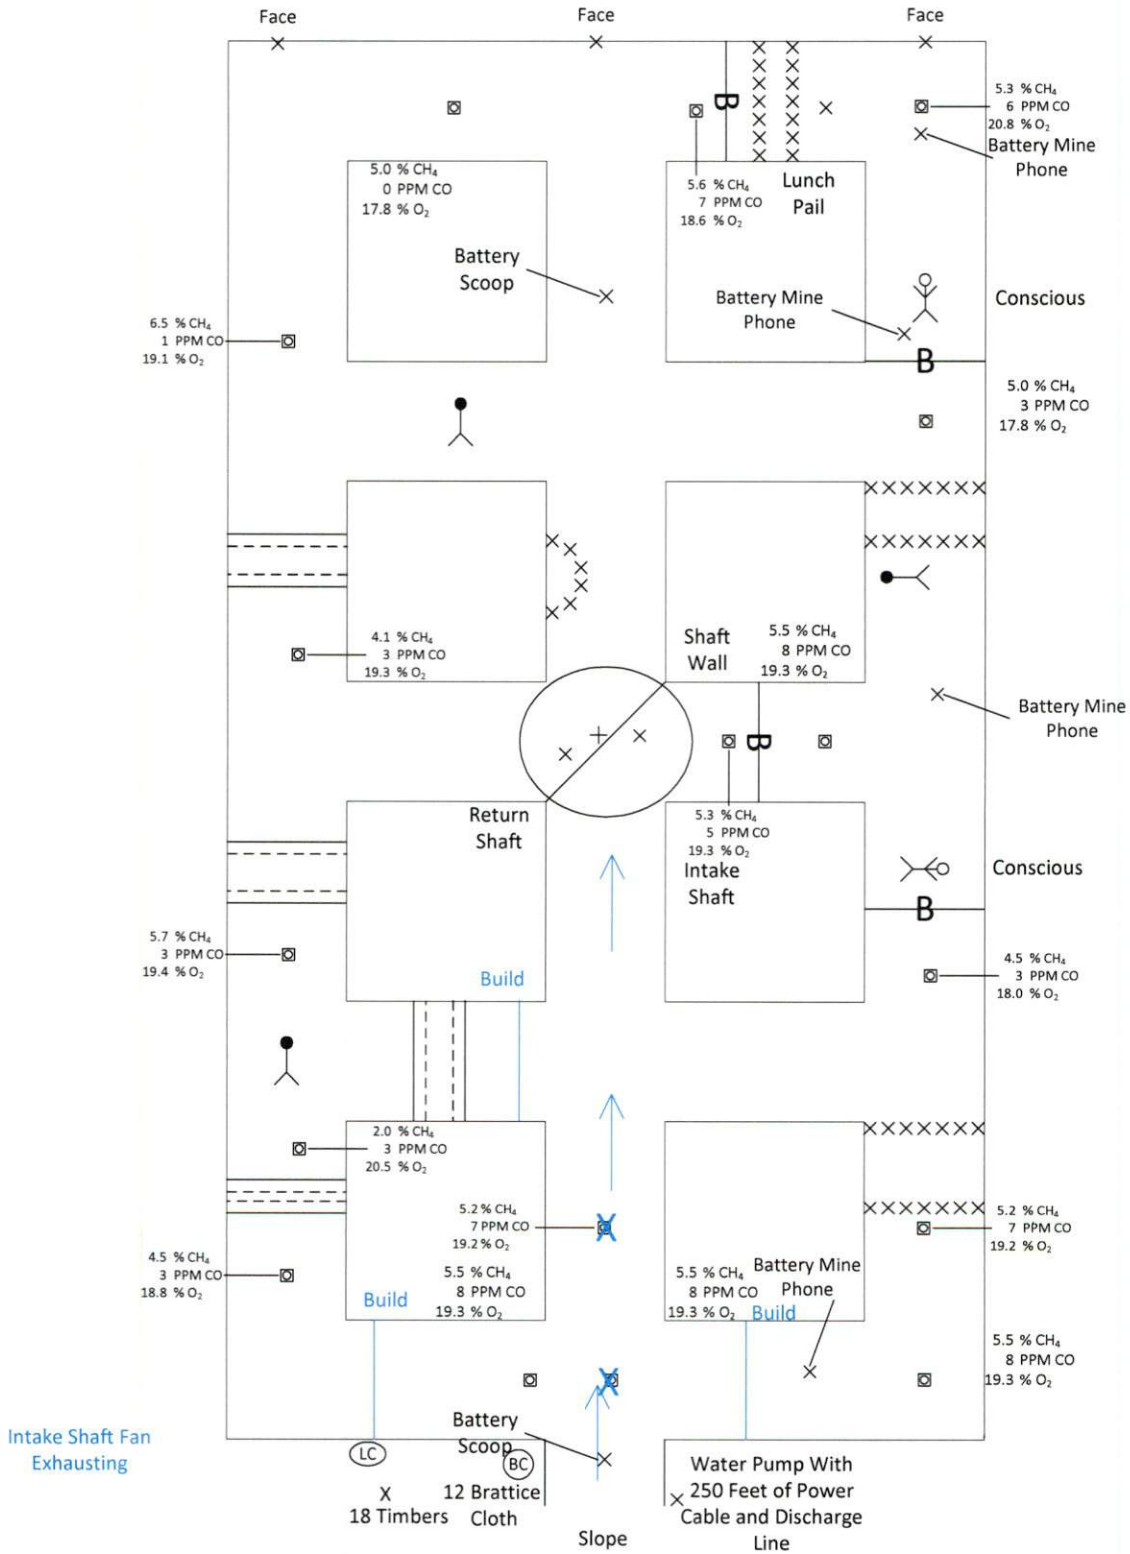 Face
Face
Face
5.3 % CH₄
6 PPM CO
20.8 % O₂
Battery Mine
Phone
B
5.0 % CH₄
0 PPM CO
17.8 % O₂
5.6 % CH₄
7 PPM CO
18.6 % O₂
Lunch
Pail
Battery
Scoop
Battery Mine
Phone
Conscious
6.5 % CH₄
1 PPM CO
19.1 % O₂
B
5.0 % CH₄
3 PPM CO
17.8 % O₂
4.1 % CH₄
3 PPM CO
19.3 % O₂
Shaft
Wall
5.5 % CH₄
8 PPM CO
19.3 % O₂
Battery Mine
Phone
B
Return
Shaft
5.3 % CH₄
5 PPM CO
19.3 % O₂
Intake
Shaft
Conscious
B
5.7 % CH₄
3 PPM CO
19.4 % O₂
Build
4.5 % CH₄
3 PPM CO
18.0 % O₂
2.0 % CH₄
3 PPM CO
20.5 % O₂
5.2 % CH₄
7 PPM CO
19.2 % O₂
5.2 % CH₄
7 PPM CO
19.2 % O₂
4.5 % CH₄
3 PPM CO
18.8 % O₂
5.5 % CH₄
8 PPM CO
19.3 % O₂
Build
5.5 % CH₄
8 PPM CO
19.3 % O₂
Build
Battery Mine
Phone
5.5 % CH₄
8 PPM CO
19.3 % O₂
Intake Shaft Fan
Exhausting
LC
X
18 Timbers
BC
12 Brattice
Cloth
Battery
Scoop
Slope
Water Pump With
250 Feet of Power
Cable and Discharge
Line